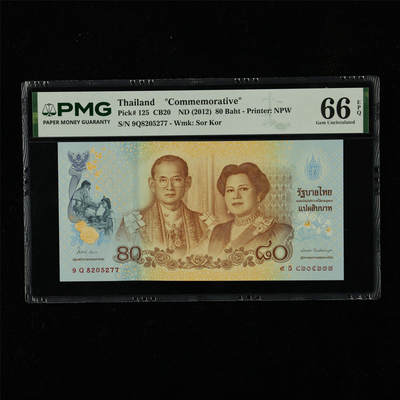 PMG
PAPER MONEY GUARANTY
Thailand "Commemorative"
Pick# 125 CB20 ND (2012) 80 Baht - Printer: NPW
S/N 9Q8205277 - Wmk: Sor Kor
66 EPQ
Gem Uncirculated
รัฐบาลไทย
แปดสิบบาท
80
๘๐
9 Q 8205277